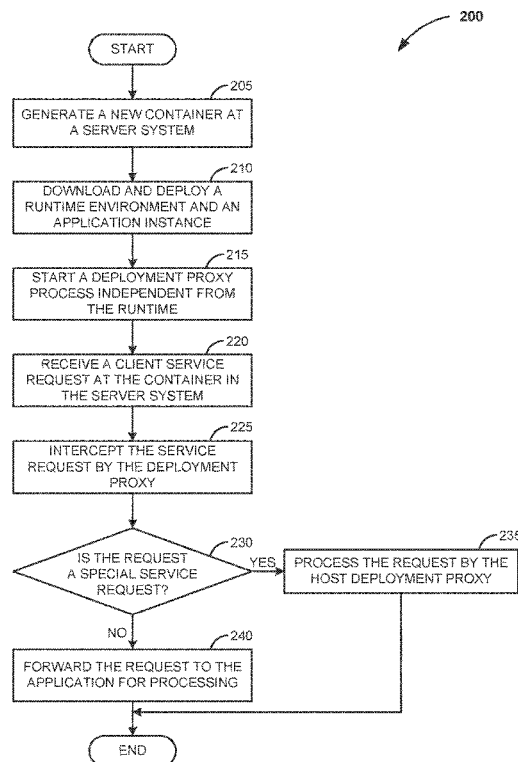 200
START
205
GENERATE A NEW CONTAINER AT
A SERVER SYSTEM
210
DOWNLOAD AND DEPLOY A
RUNTIME ENVIRONMENT AND AN
APPLICATION INSTANCE
215
START A DEPLOYMENT PROXY
PROCESS INDEPENDENT FROM
THE RUNTIME
220
RECEIVE A CLIENT SERVICE
REQUEST AT THE CONTAINER IN
THE SERVER SYSTEM
225
INTERCEPT THE SERVICE
REQUEST BY THE DEPLOYMENT
PROXY
230
IS THE REQUEST
A SPECIAL SERVICE
REQUEST?
YES
235
PROCESS THE REQUEST BY THE
HOST DEPLOYMENT PROXY
NO
240
FORWARD THE REQUEST TO THE
APPLICATION FOR PROCESSING
END